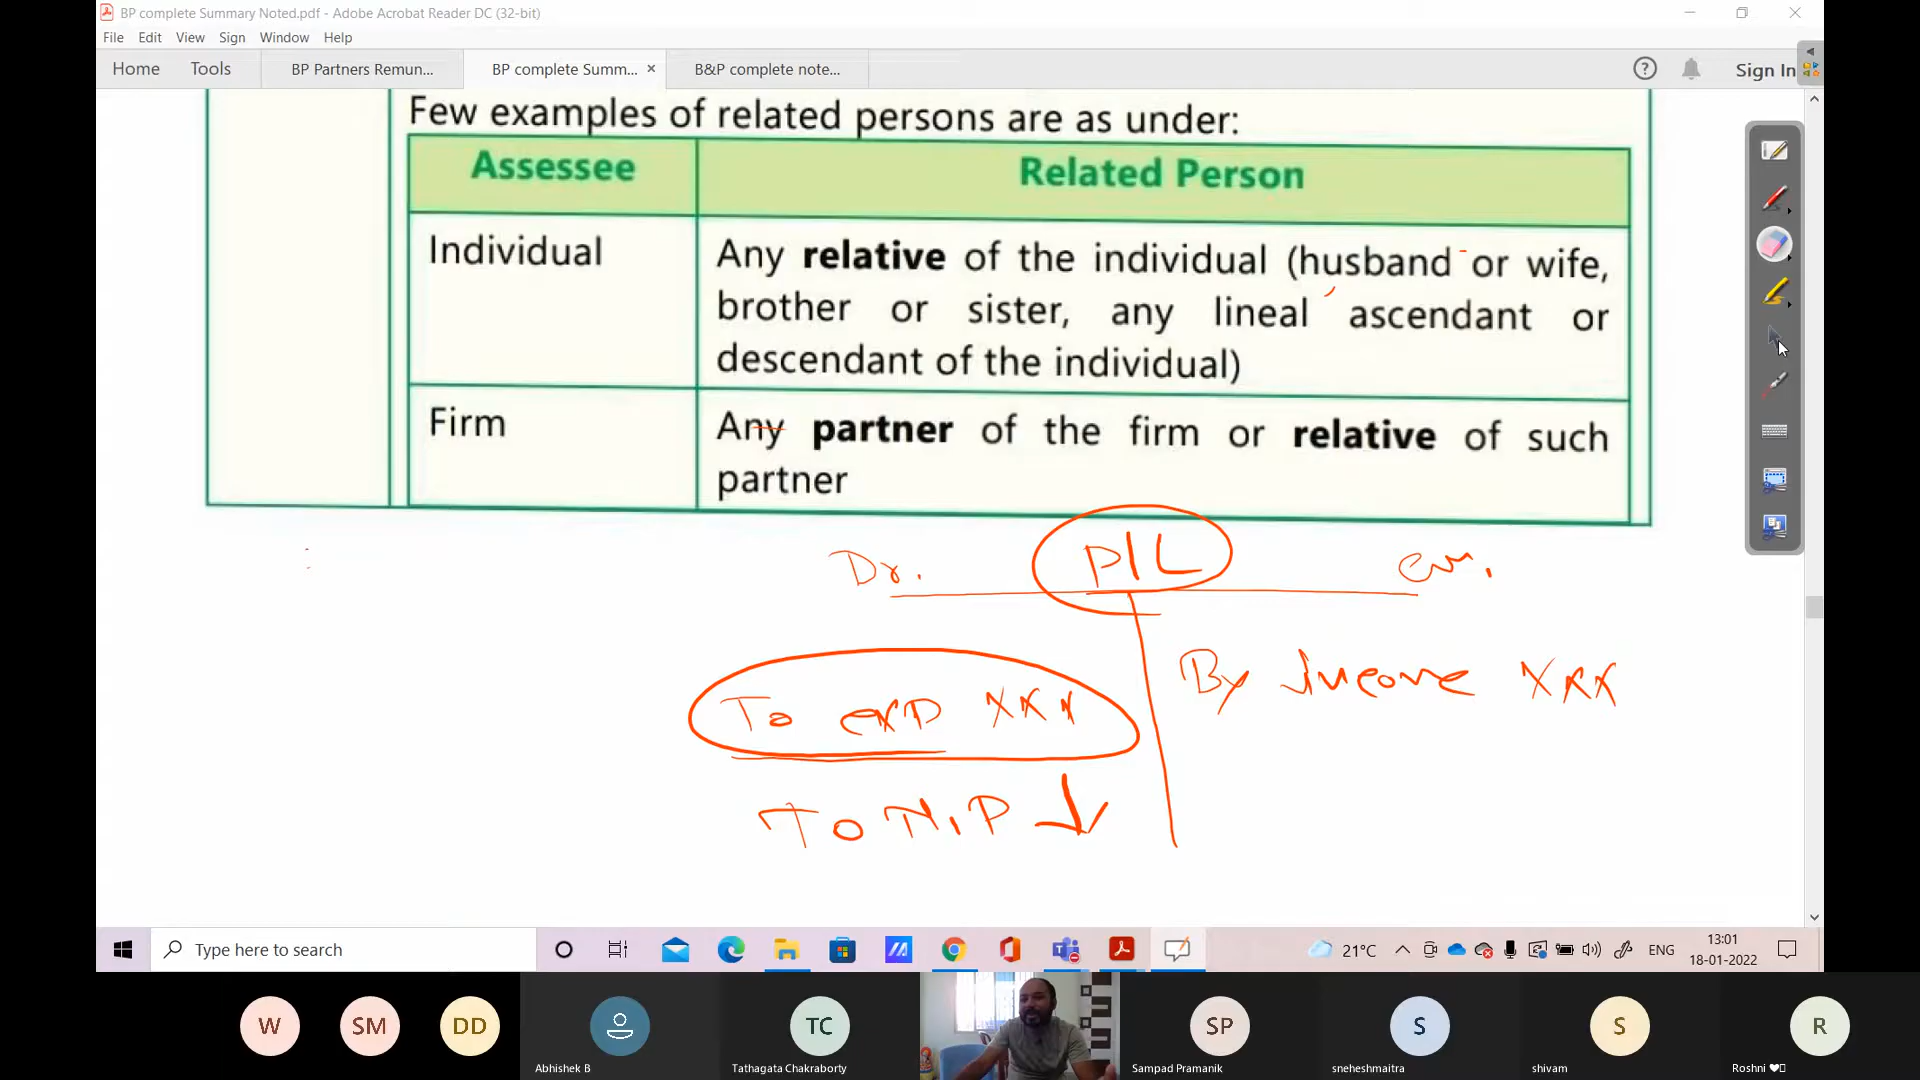 BP complete Summary Noted.pdf - Adobe Acrobat Reader DC (32-bit)
File Edit View Sign Window Help
Home Tools BP Partners Remun... BP complete Summ... × B&P complete note... Sign In
Few examples of related persons are as under:
Assessee Related Person
Individual Any relative of the individual (husband or wife,
brother or sister, any lineal ascendant or
descendant of the individual)
Firm Any partner of the firm or relative of such
partner
Dr. P/L Cr.
To exp xxx By Income xxx
To N.P ↓
Type here to search 21°C ENG 13:01
18-01-2022
W SM DD TC SP S S R
Abhishek B Tathagata Chakraborty Sampad Pramanik sneheshmaitra shivam Roshni ❤